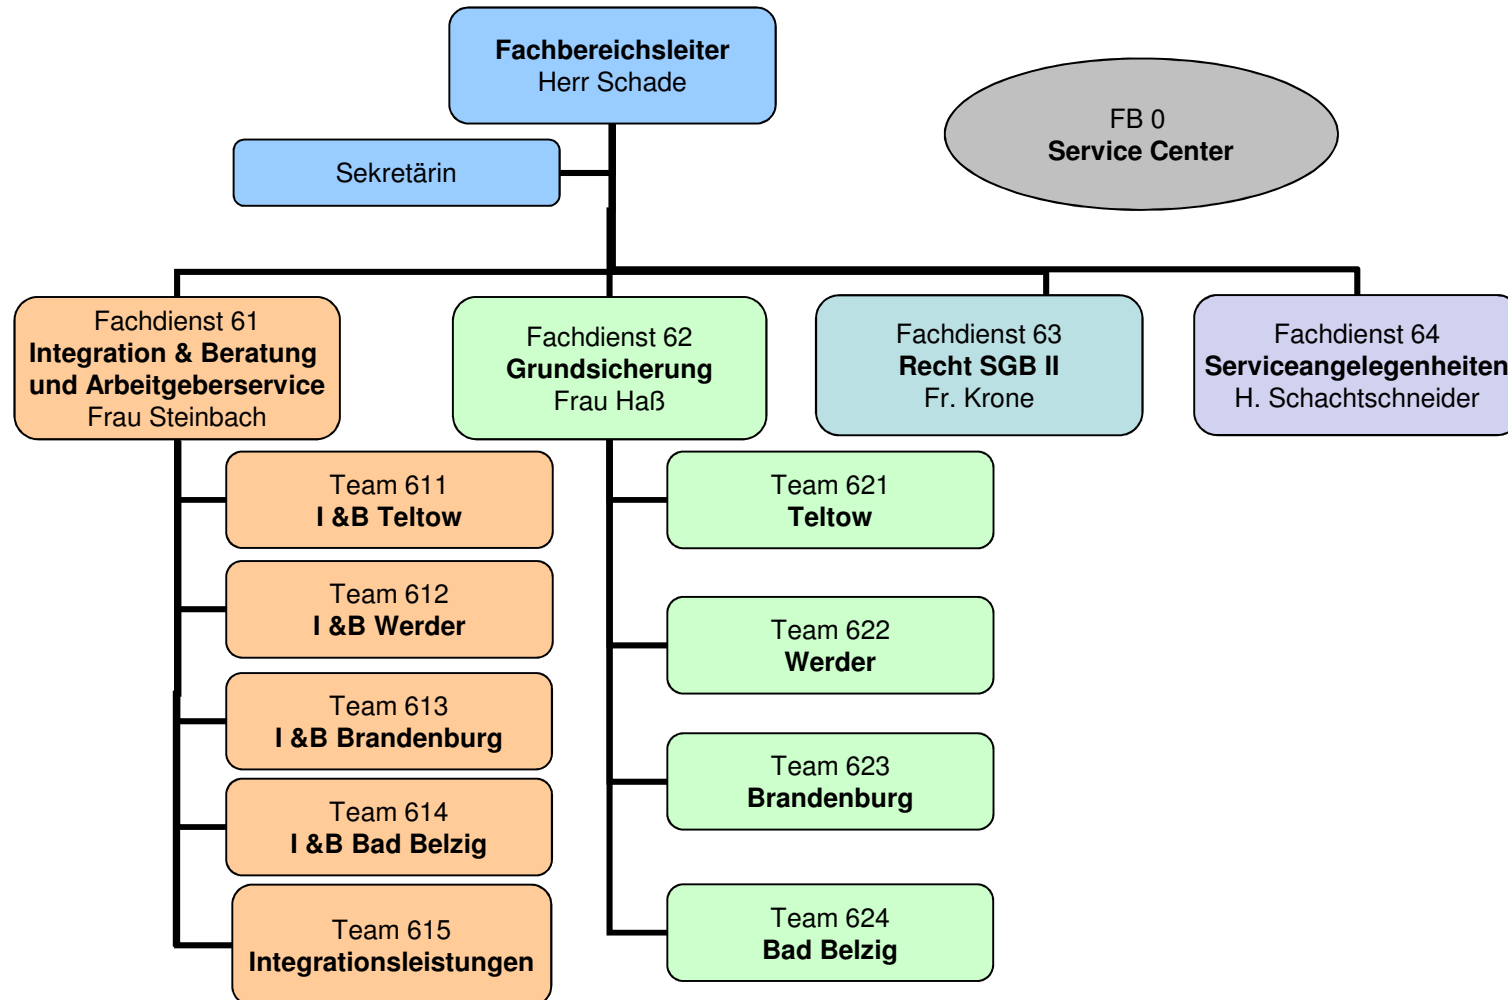 Fachbereichsleiter
Herr Schade
FB 0
Service Center
Sekretärin
Fachdienst 61
Integration & Beratung
und Arbeitgeberservice
Frau Steinbach
Fachdienst 62
Grundsicherung
Frau Haß
Fachdienst 63
Recht SGB II
Fr. Krone
Fachdienst 64
Serviceangelegenheiten
H. Schachtschneider
Team 611
I &B Teltow
Team 612
I &B Werder
Team 613
I &B Brandenburg
Team 614
I &B Bad Belzig
Team 615
Integrationsleistungen
Team 621
Teltow
Team 622
Werder
Team 623
Brandenburg
Team 624
Bad Belzig